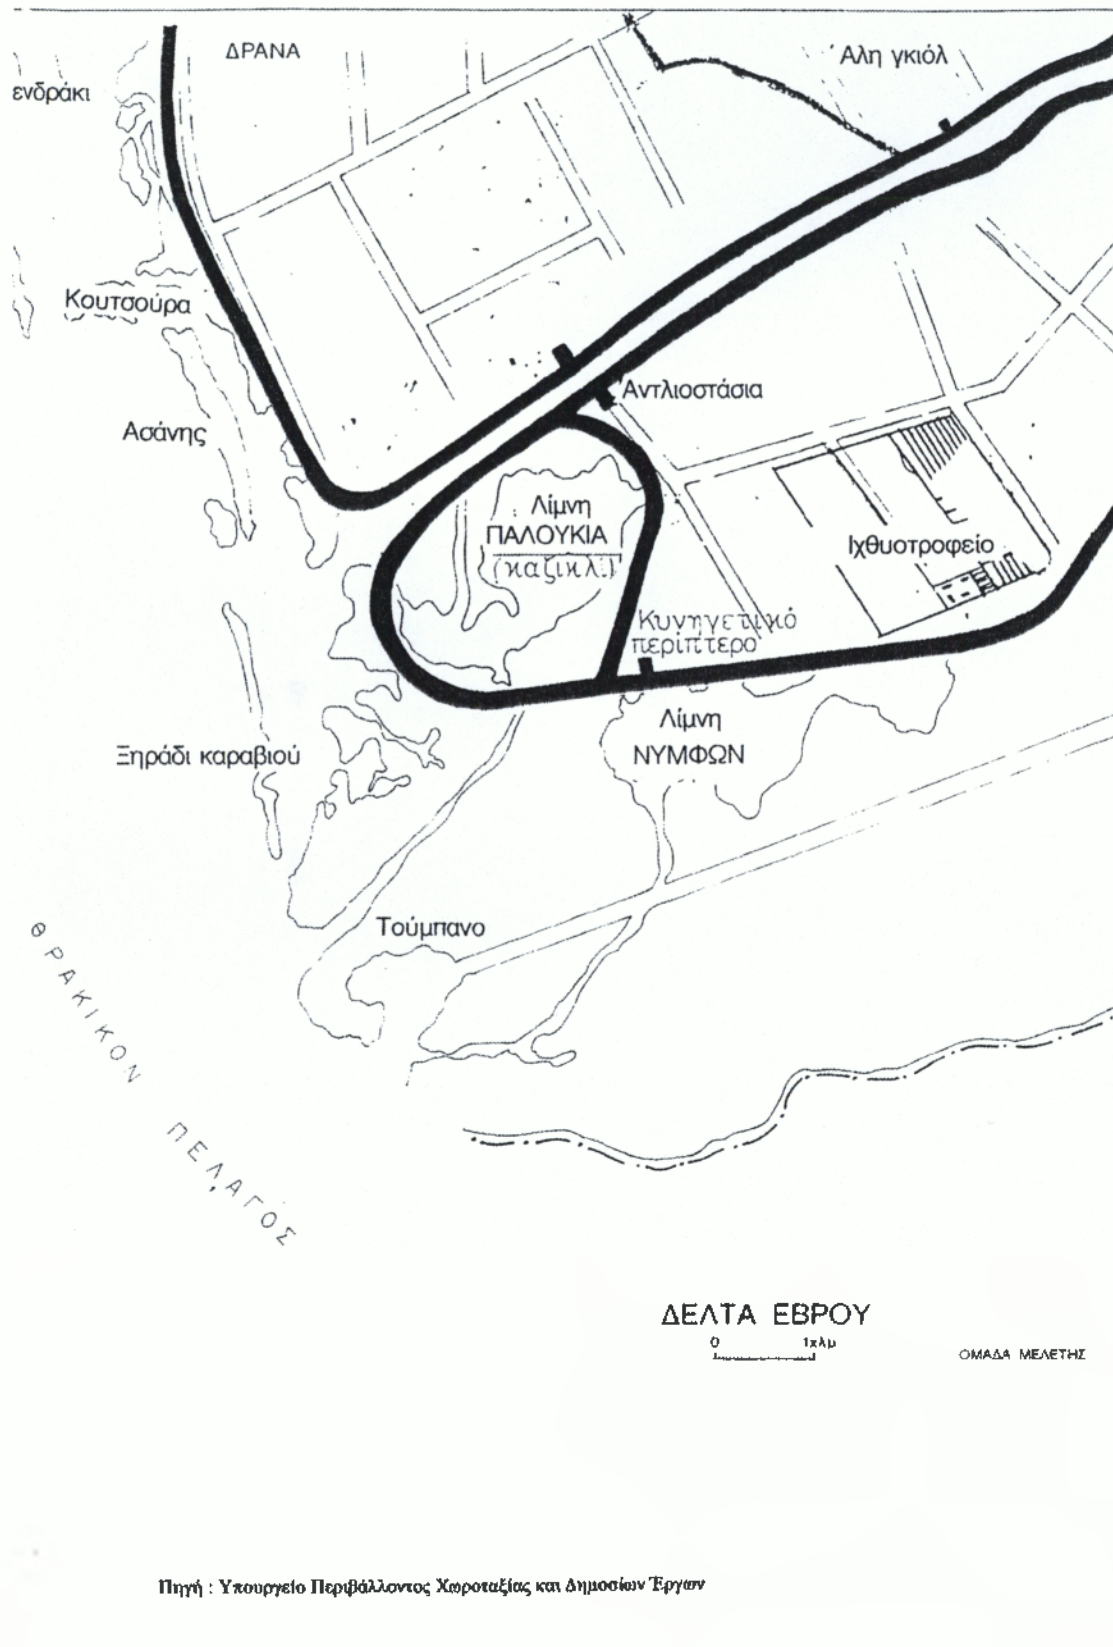 ΔΡΑΝΑ
Αλη γκιόλ
ενδράκι
Κουτσούρα
Αντλιοστάσια
Ασάνης
Λίμνη
ΠΑΛΟΥΚΙΑ
(καζικλ.)
Ιχθυοτροφείο
Κυνηγετικό
περίπτερο
Λίμνη
ΝΥΜΦΩΝ
Ξηράδι καραβιού
Τούμπανο
ΘΡΑΚΙΚΟΝ ΠΕΛΑΓΟΣ
ΔΕΛΤΑ ΕΒΡΟΥ
0 1χλμ
ΟΜΑΔΑ ΜΕΛΕΤΗΣ
Πηγή : Υπουργείο Περιβάλλοντος Χωροταξίας και Δημοσίων Έργων